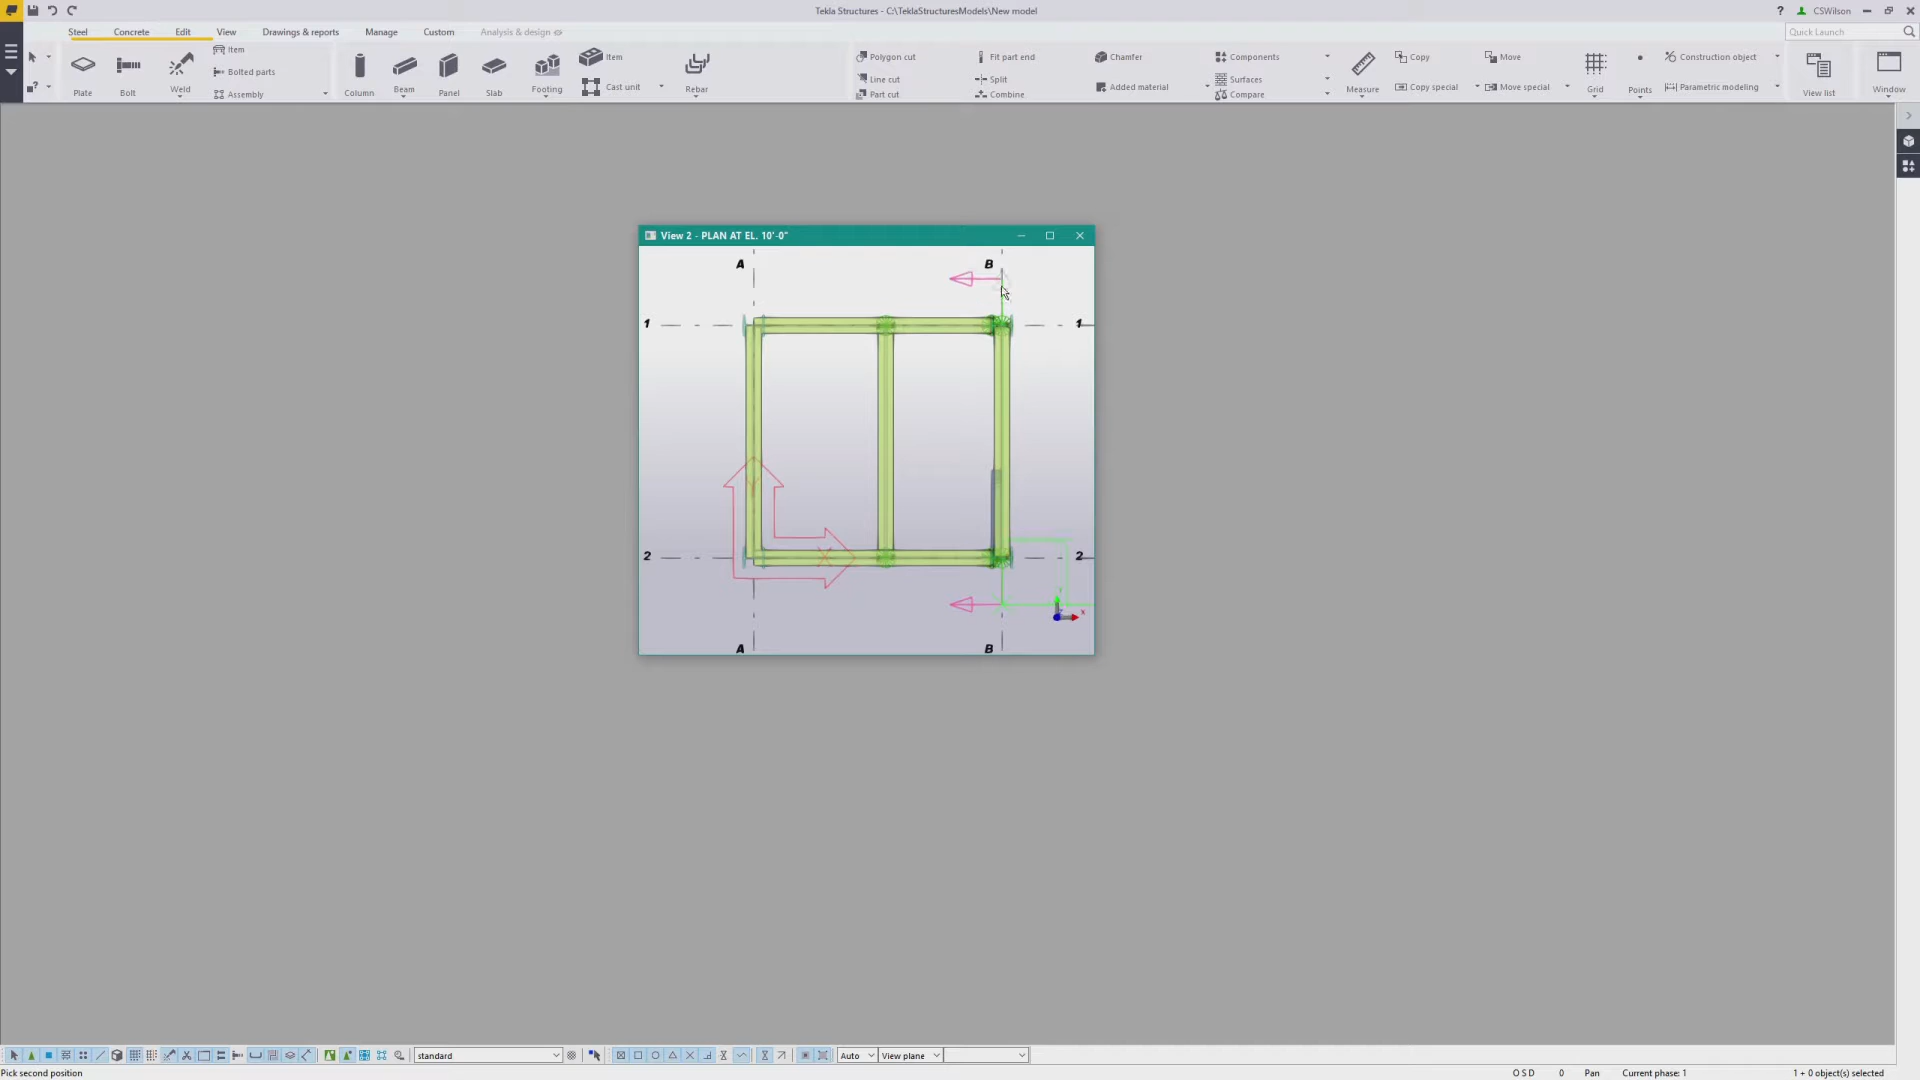 Tekla Structures - C:\TeklaStructuresModels\New model
? CSWilson
Steel Concrete Edit View Drawings & reports Manage Custom Analysis & design
Quick Launch
Plate
Bolt
Weld
Item
Bolted parts
Assembly
Column
Beam
Panel
Slab
Footing
Item
Cast unit
Rebar
Polygon cut
Line cut
Part cut
Fit part end
Split
Combine
Chamfer
Added material
Components
Surfaces
Compare
Measure
Copy
Copy special
Move
Move special
Grid
Points
Construction object
Parametric modeling
View list
Window
View 2 - PLAN AT EL. 10'-0"
A
B
1
1
2
2
Y
X
x
A
B
standard
Auto
View plane
Pick second position
O S D
0
Pan
Current phase: 1
1 + 0 object(s) selected